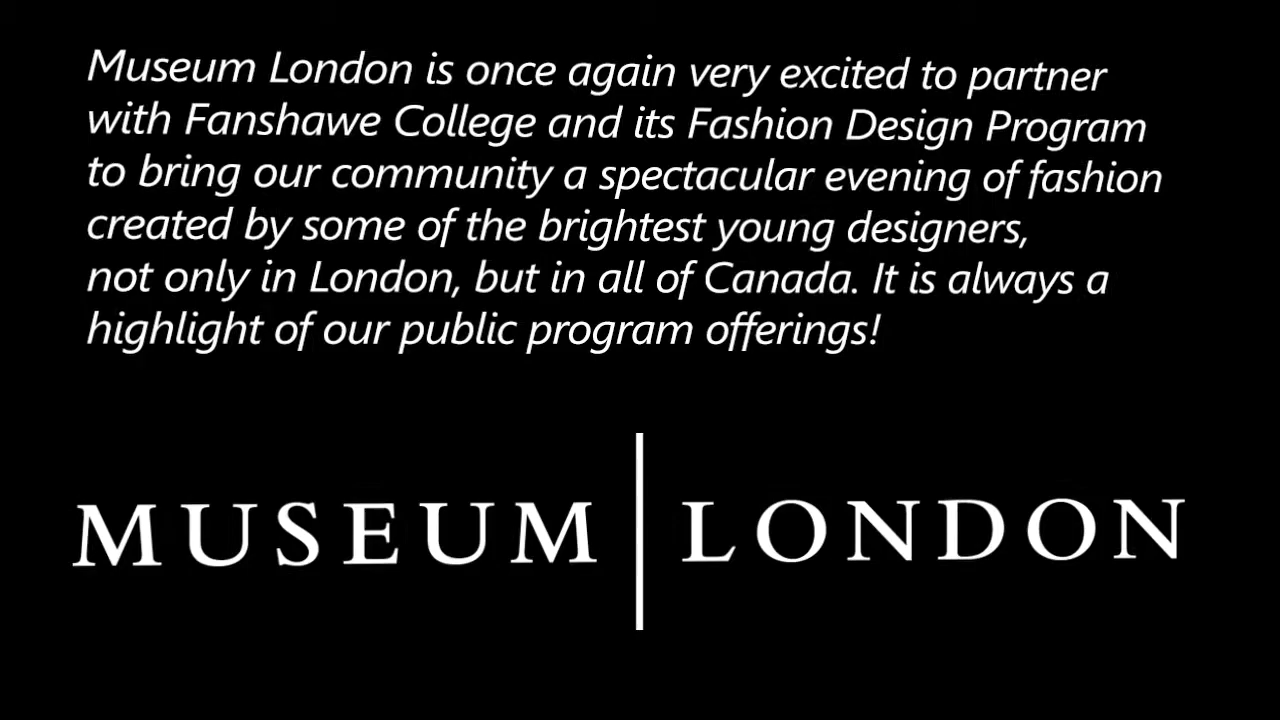 Museum London is once again very excited to partner
with Fanshawe College and its Fashion Design Program
to bring our community a spectacular evening of fashion
created by some of the brightest young designers,
not only in London, but in all of Canada. It is always a
highlight of our public program offerings!
MUSEUM LONDON